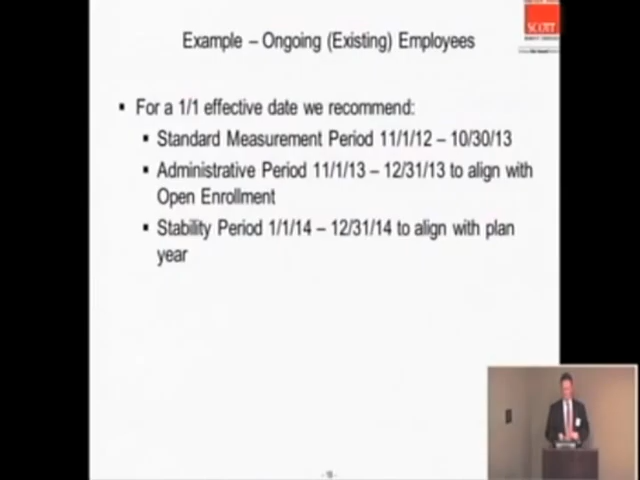 SCOTT
Example – Ongoing (Existing) Employees
▪ For a 1/1 effective date we recommend:
▪ Standard Measurement Period 11/1/12 – 10/30/13
▪ Administrative Period 11/1/13 – 12/31/13 to align with
Open Enrollment
▪ Stability Period 1/1/14 – 12/31/14 to align with plan
year